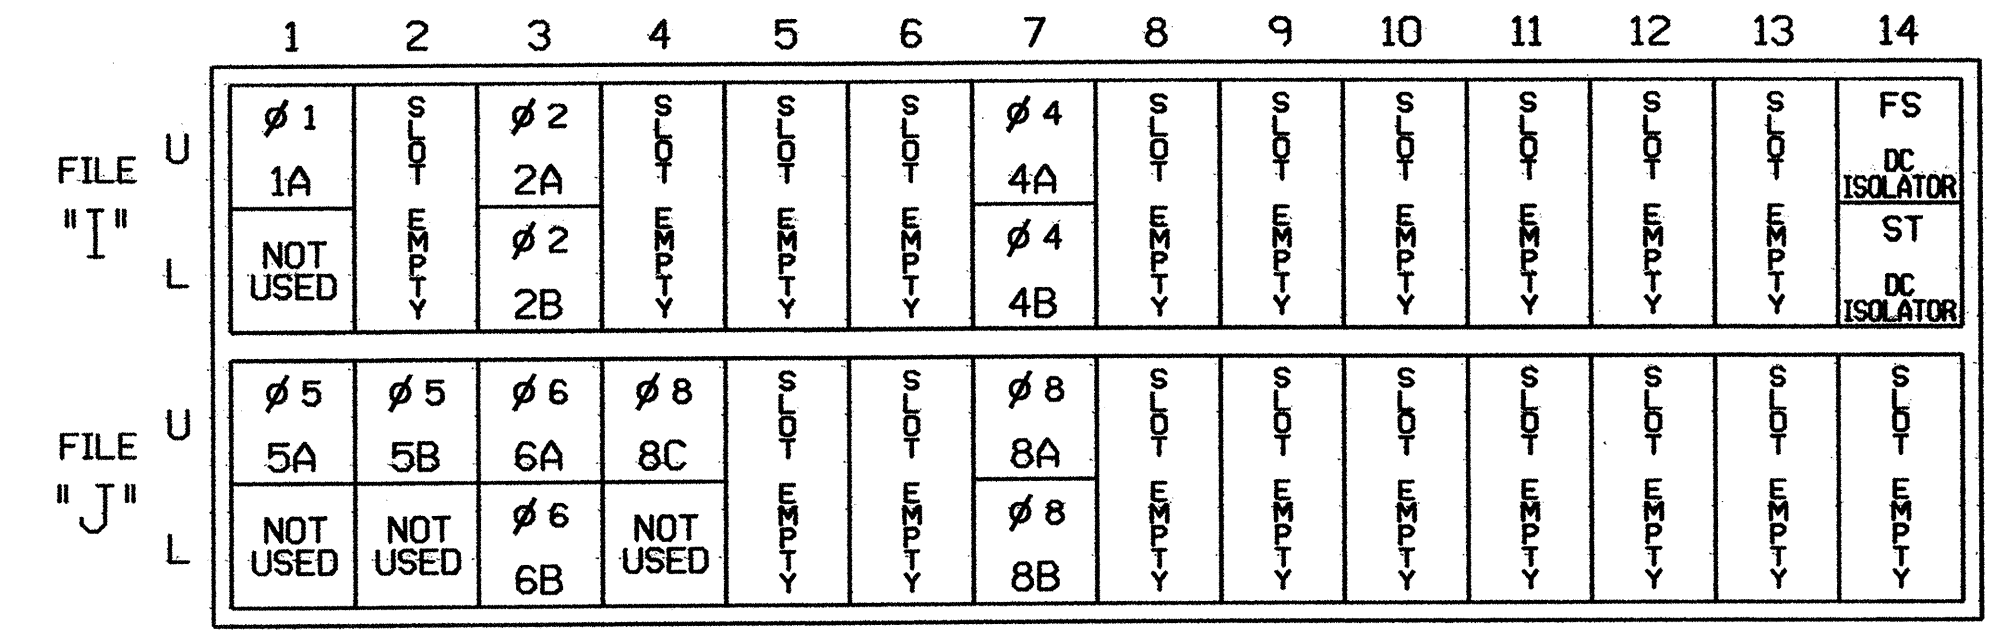 1 2 3 4 5 6 7 8 9 10 11 12 13 14
FILE "I"
U
L
Ø 1
1A
NOT
USED
SLOT EMPTY
Ø 2
2A
Ø 2
2B
SLOT EMPTY
SLOT EMPTY
SLOT EMPTY
Ø 4
4A
Ø 4
4B
SLOT EMPTY
SLOT EMPTY
SLOT EMPTY
SLOT EMPTY
SLOT EMPTY
SLOT EMPTY
FS
DC
ISOLATOR
ST
DC
ISOLATOR
FILE "J"
U
L
Ø 5
5A
NOT
USED
Ø 5
5B
NOT
USED
Ø 6
6A
Ø 6
6B
Ø 8
8C
NOT
USED
SLOT EMPTY
SLOT EMPTY
Ø 8
8A
Ø 8
8B
SLOT EMPTY
SLOT EMPTY
SLOT EMPTY
SLOT EMPTY
SLOT EMPTY
SLOT EMPTY
SLOT EMPTY